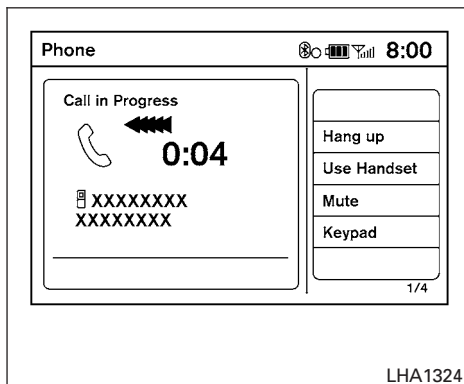 Phone 8:00
Call in Progress
0:04
XXXXXXXX
XXXXXXXX
Hang up
Use Handset
Mute
Keypad
1/4
LHA1324